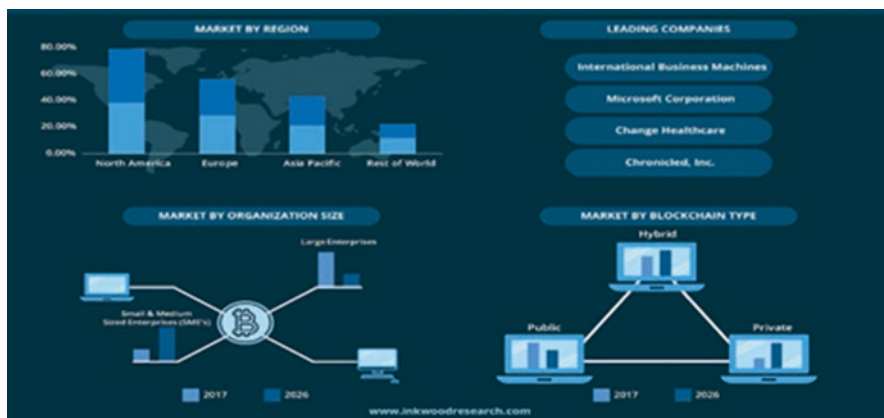 MARKET BY REGION
80.00%
60.00%
40.00%
20.00%
0.00%
North America
Europe
Asia Pacific
Rest of World
LEADING COMPANIES
International Business Machines
Microsoft Corporation
Change Healthcare
Chronicled, Inc.
MARKET BY ORGANIZATION SIZE
Large Enterprises
Small & Medium
Sized Enterprises (SME's)
2017
2026
MARKET BY BLOCKCHAIN TYPE
Hybrid
Public
Private
2017
2026
www.inkwoodresearch.com